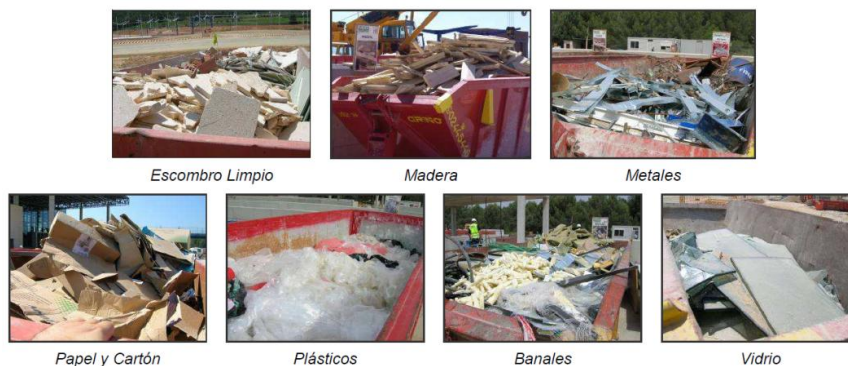 Escombro Limpio
Madera
Metales
Papel y Cartón
Plásticos
Banales
Vidrio